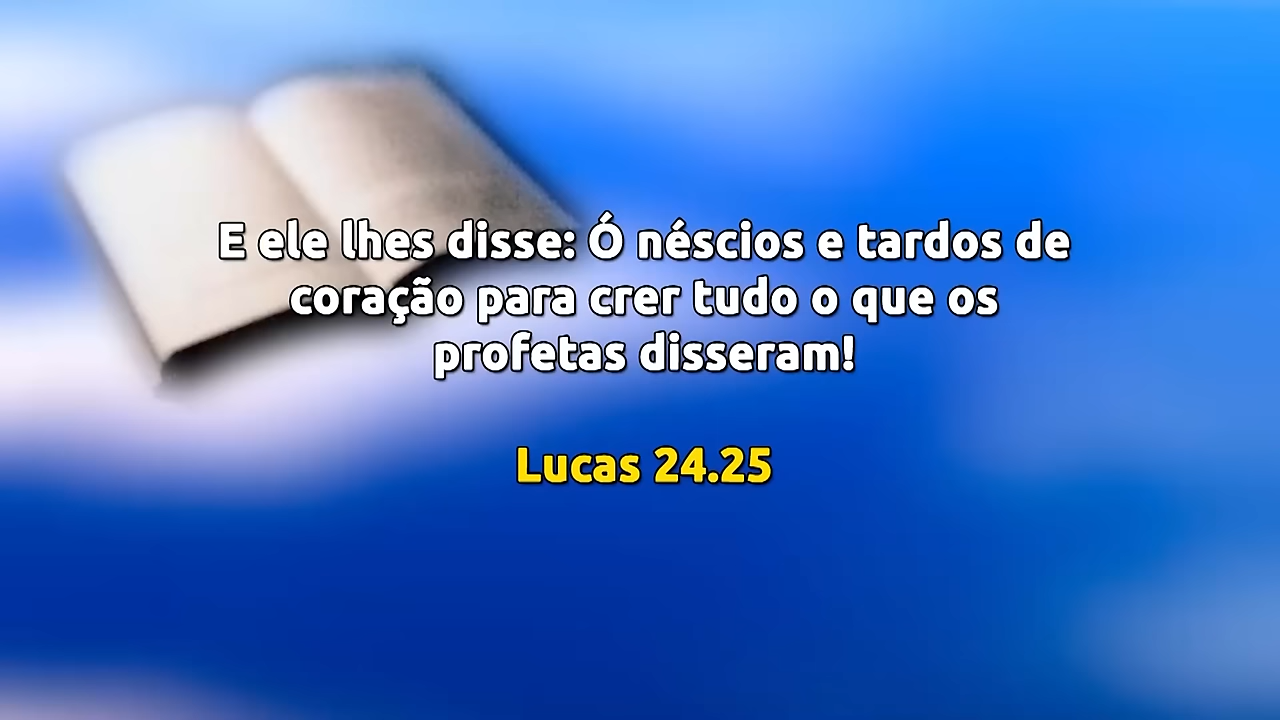 E ele lhes disse: Ó néscios e tardos de
coração para crer tudo o que os
profetas disseram!
Lucas 24.25